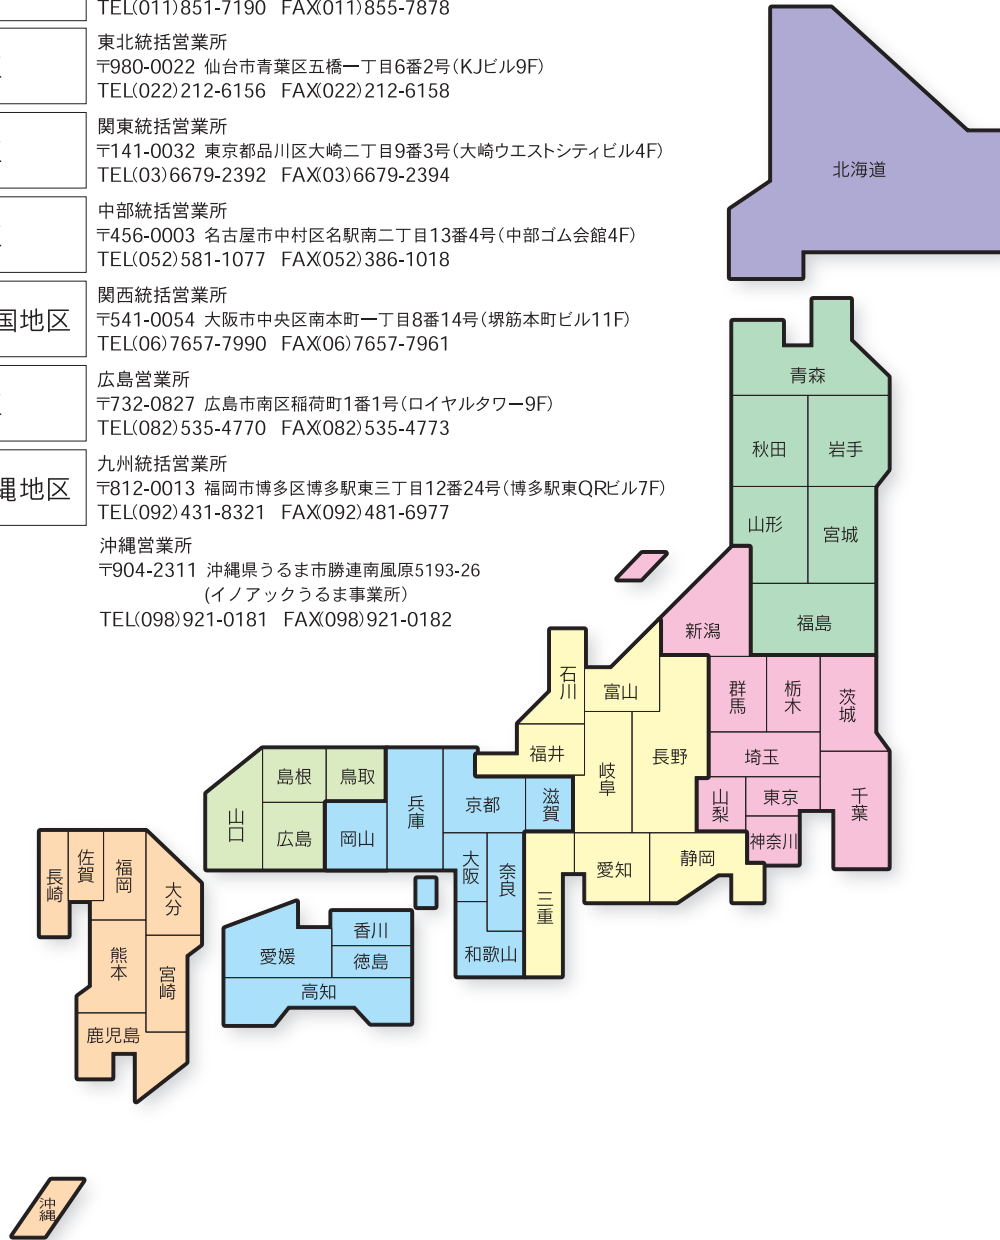 TEL(011)851-7190 FAX(011)855-7878
東北統括営業所
〒980-0022 仙台市青葉区五橋一丁目6番2号(KJビル9F)
TEL(022)212-6156 FAX(022)212-6158
関東統括営業所
〒141-0032 東京都品川区大崎二丁目9番3号(大崎ウエストシティビル4F)
TEL(03)6679-2392 FAX(03)6679-2394
中部統括営業所
〒456-0003 名古屋市中村区名駅南二丁目13番4号(中部ゴム会館4F)
TEL(052)581-1077 FAX(052)386-1018
国地区
関西統括営業所
〒541-0054 大阪市中央区南本町一丁目8番14号(堺筋本町ビル11F)
TEL(06)7657-7990 FAX(06)7657-7961
広島営業所
〒732-0827 広島市南区稲荷町1番1号(ロイヤルタワー9F)
TEL(082)535-4770 FAX(082)535-4773
縄地区
九州統括営業所
〒812-0013 福岡市博多区博多駅東三丁目12番24号(博多駅東QRビル7F)
TEL(092)431-8321 FAX(092)481-6977
沖縄営業所
〒904-2311 沖縄県うるま市勝連南風原5193-26
(イノアックうるま事業所)
TEL(098)921-0181 FAX(098)921-0182
北海道
青森
秋田
岩手
山形
宮城
福島
新潟
群馬
栃木
茨城
埼玉
山梨
東京
千葉
神奈川
石川
富山
福井
岐阜
長野
愛知
静岡
三重
滋賀
京都
兵庫
大阪
奈良
和歌山
岡山
鳥取
島根
広島
山口
香川
愛媛
徳島
高知
長崎
佐賀
福岡
大分
熊本
宮崎
鹿児島
沖縄